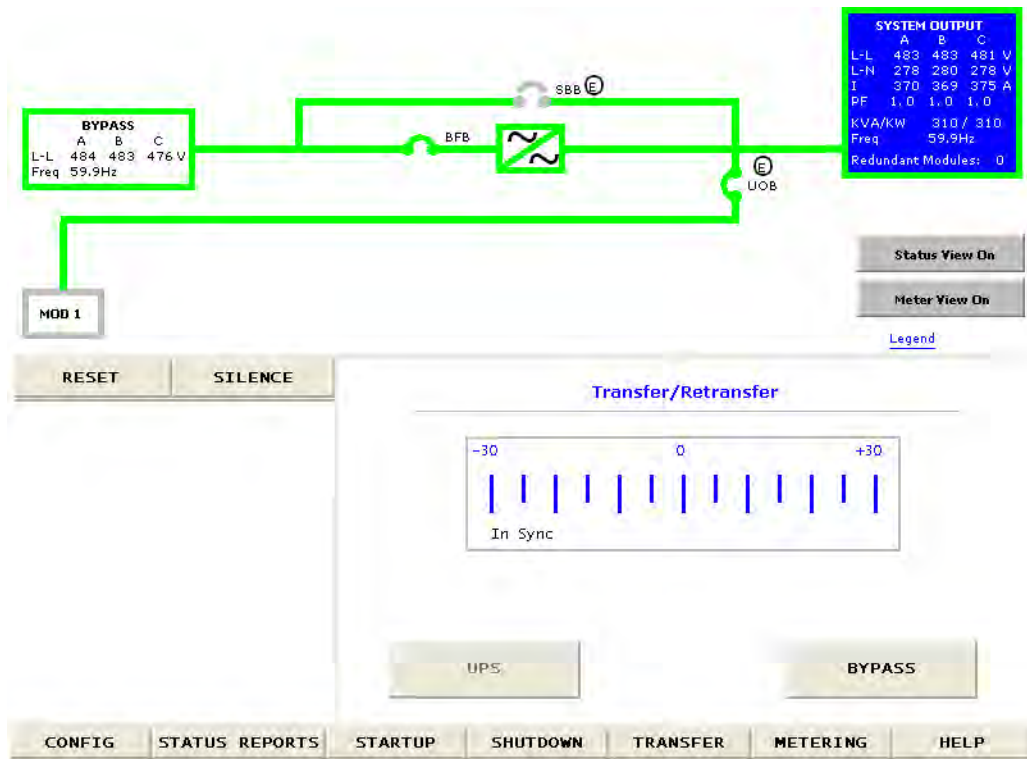 SYSTEM OUTPUT
A B C
L-L 483 483 481 V
L-N 278 280 278 V
I 370 369 375 A
PF 1.0 1.0 1.0
KVA/KW 310 / 310
Freq 59.9Hz
Redundant Modules: 0
SBB E
BYPASS
A B C
L-L 484 483 476 V
Freq 59.9Hz
BFB
E
UOB
MOD 1
Status View On
Meter View On
Legend
RESET SILENCE
Transfer/Retransfer
-30 0 +30
In Sync
UPS BYPASS
CONFIG STATUS REPORTS STARTUP SHUTDOWN TRANSFER METERING HELP